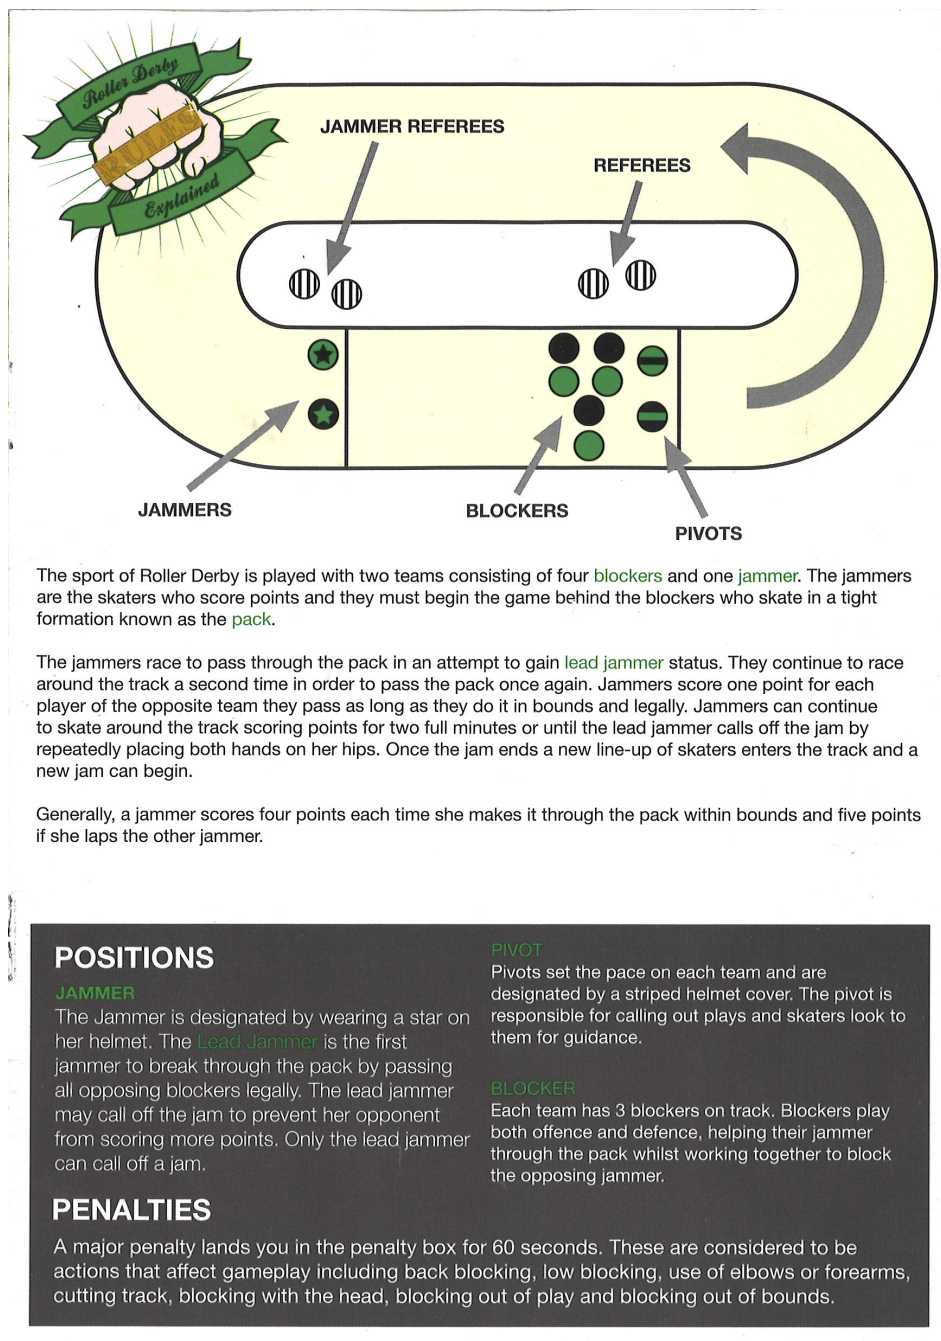 Roller Derby
RULES
Explained
JAMMER REFEREES
REFEREES
JAMMERS
BLOCKERS
PIVOTS
The sport of Roller Derby is played with two teams consisting of four blockers and one jammer. The jammers
are the skaters who score points and they must begin the game behind the blockers who skate in a tight
formation known as the pack.
The jammers race to pass through the pack in an attempt to gain lead jammer status. They continue to race
around the track a second time in order to pass the pack once again. Jammers score one point for each
player of the opposite team they pass as long as they do it in bounds and legally. Jammers can continue
to skate around the track scoring points for two full minutes or until the lead jammer calls off the jam by
repeatedly placing both hands on her hips. Once the jam ends a new line-up of skaters enters the track and a
new jam can begin.
Generally, a jammer scores four points each time she makes it through the pack within bounds and five points
if she laps the other jammer.
POSITIONS
JAMMER
The Jammer is designated by wearing a star on
her helmet. The Lead Jammer is the first
jammer to break through the pack by passing
all opposing blockers legally. The lead jammer
may call off the jam to prevent her opponent
from scoring more points. Only the lead jammer
can call off a jam.
PIVOT
Pivots set the pace on each team and are
designated by a striped helmet cover. The pivot is
responsible for calling out plays and skaters look to
them for guidance.
BLOCKER
Each team has 3 blockers on track. Blockers play
both offence and defence, helping their jammer
through the pack whilst working together to block
the opposing jammer.
PENALTIES
A major penalty lands you in the penalty box for 60 seconds. These are considered to be
actions that affect gameplay including back blocking, low blocking, use of elbows or forearms,
cutting track, blocking with the head, blocking out of play and blocking out of bounds.